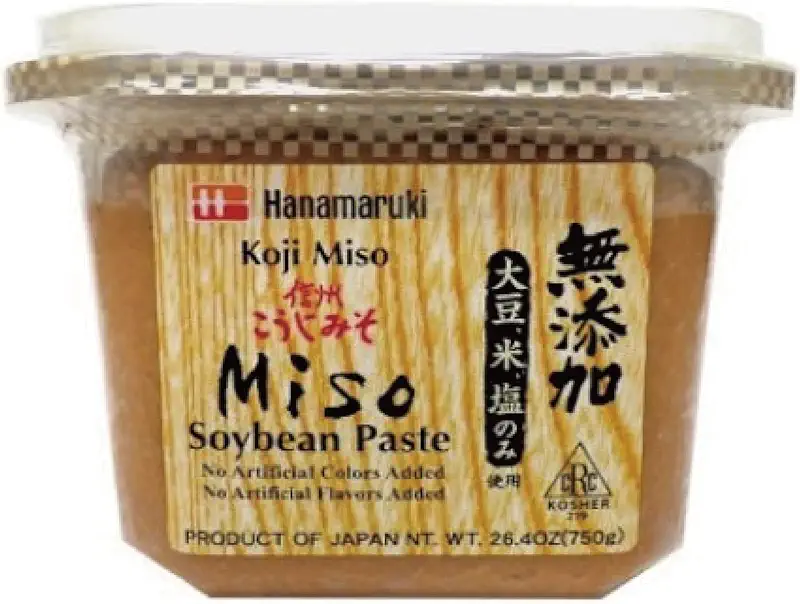 Hanamaruki
Koji Miso
信州
こうじみそ
Miso
Soybean Paste
No Artificial Colors Added
No Artificial Flavors Added
無添加
大豆、米、塩のみ
使用
CRC
KOSHER
219
PRODUCT OF JAPAN NT. WT. 26.4OZ(750g)